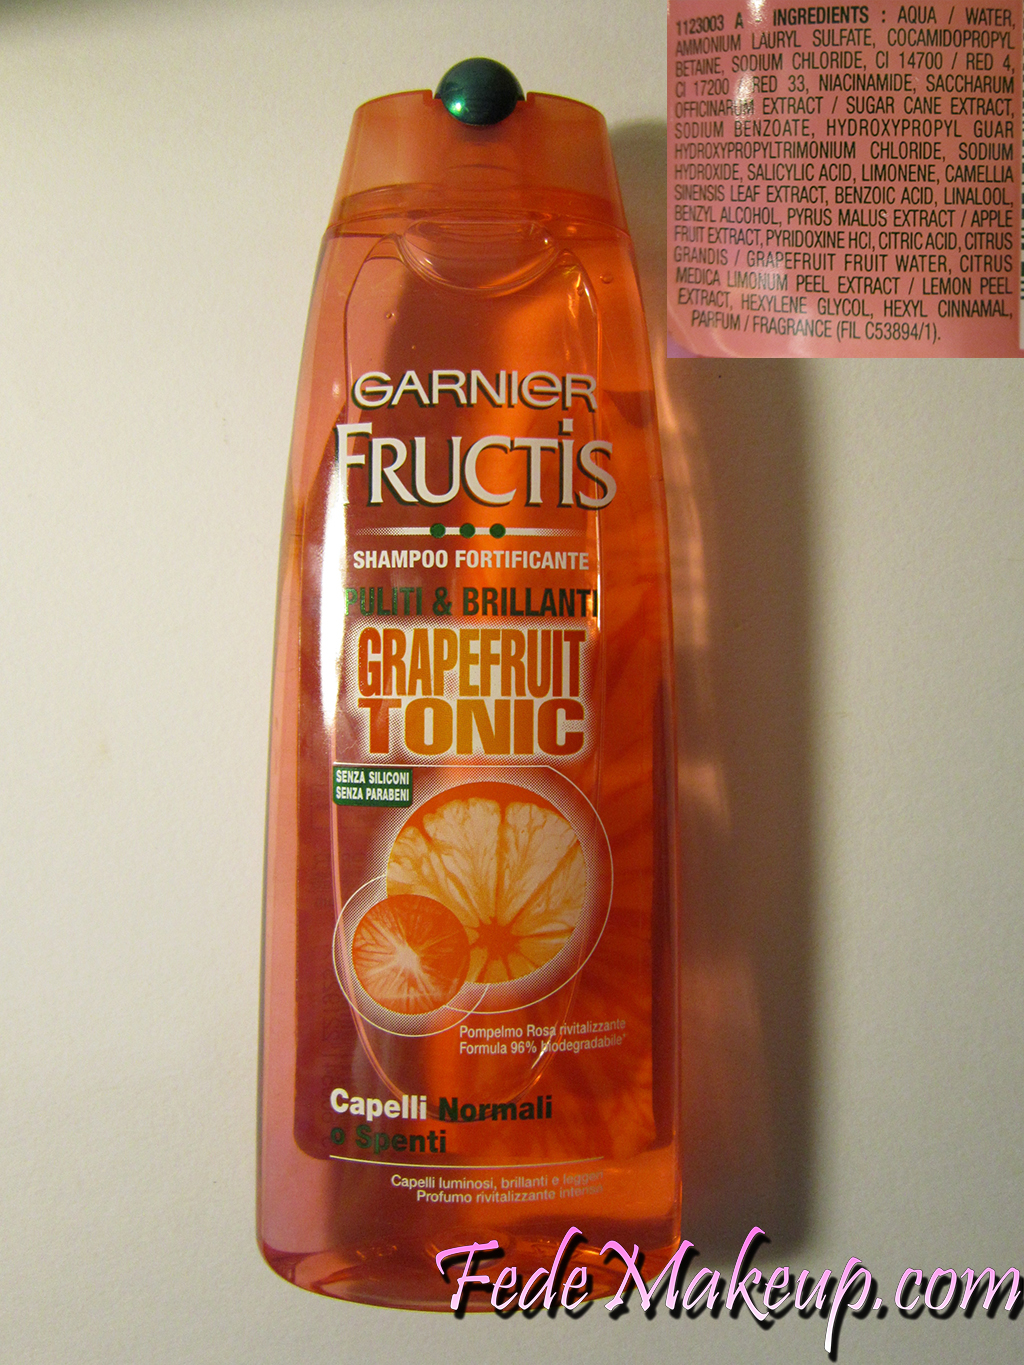 1123003 A - INGREDIENTS : AQUA / WATER,
AMMONIUM LAURYL SULFATE, COCAMIDOPROPYL
BETAINE, SODIUM CHLORIDE, CI 14700 / RED 4,
CI 17200 / RED 33, NIACINAMIDE, SACCHARUM
OFFICINARUM EXTRACT / SUGAR CANE EXTRACT,
SODIUM BENZOATE, HYDROXYPROPYL GUAR
HYDROXYPROPYLTRIMONIUM CHLORIDE, SODIUM
HYDROXIDE, SALICYLIC ACID, LIMONENE, CAMELLIA
SINENSIS LEAF EXTRACT, BENZOIC ACID, LINALOOL,
BENZYL ALCOHOL, PYRUS MALUS EXTRACT / APPLE
FRUIT EXTRACT, PYRIDOXINE HCl, CITRIC ACID, CITRUS
GRANDIS / GRAPEFRUIT FRUIT WATER, CITRUS
MEDICA LIMONUM PEEL EXTRACT / LEMON PEEL
EXTRACT, HEXYLENE GLYCOL, HEXYL CINNAMAL,
PARFUM / FRAGRANCE (FIL C53894/1).
GARNIER
FRUCTIS
SHAMPOO FORTIFICANTE
PULITI & BRILLANTI
GRAPEFRUIT
TONIC
SENZA SILICONI
SENZA PARABENI
Pompelmo Rosa rivitalizzante
Formula 96% biodegradabile*
Capelli Normali
o Spenti
Capelli luminosi, brillanti e leggeri
Profumo rivitalizzante intenso
Fede Makeup.com